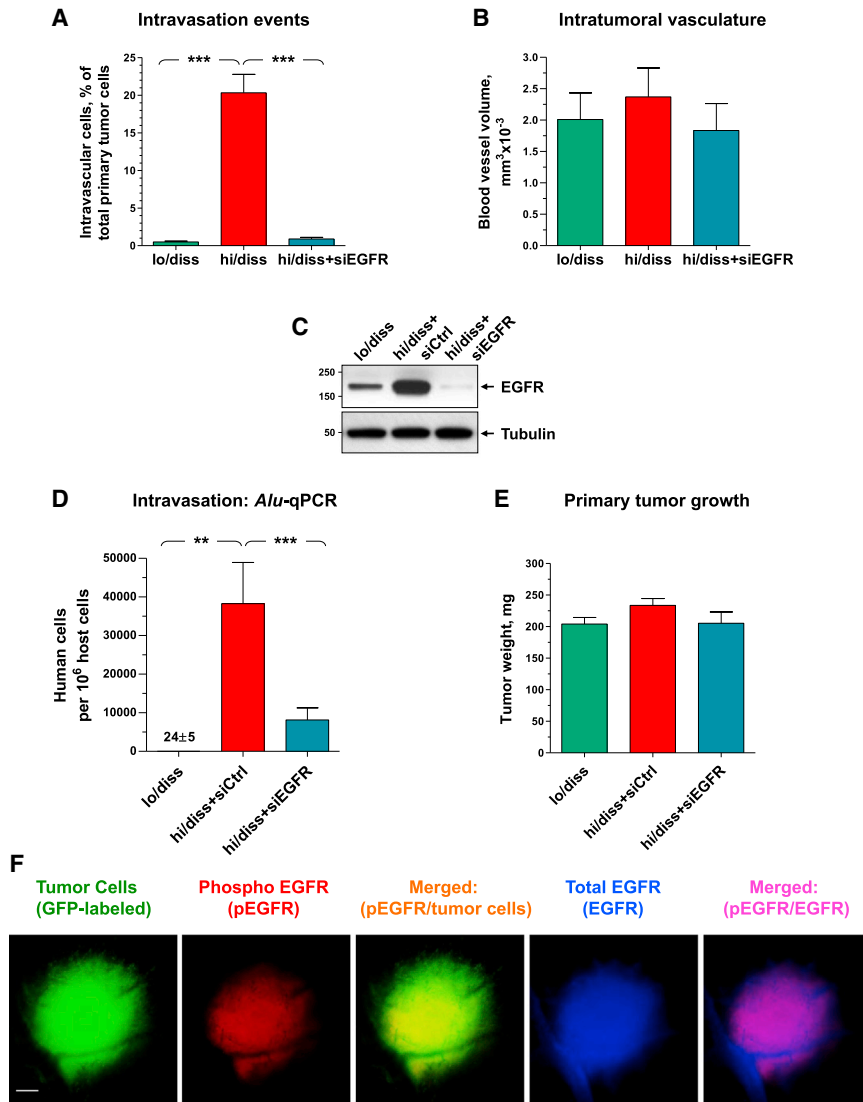 A
Intravasation events
Intravascular cells, % of
total primary tumor cells
25
20
15
10
5
0
***
***
lo/diss
hi/diss
hi/diss+siEGFR
B
Intratumoral vasculature
Blood vessel volume,
mm³x10⁻³
3.0
2.5
2.0
1.5
1.0
0.5
0
lo/diss
hi/diss
hi/diss+siEGFR
C
lo/diss
hi/diss+
siCtrl
hi/diss+
siEGFR
250
150
EGFR
50
Tubulin
D
Intravasation: Alu-qPCR
Human cells
per 10⁶ host cells
50000
40000
30000
20000
10000
0
**
***
24±5
lo/diss
hi/diss+siCtrl
hi/diss+siEGFR
E
Primary tumor growth
Tumor weight, mg
300
250
200
150
100
50
0
lo/diss
hi/diss+siCtrl
hi/diss+siEGFR
F
Tumor Cells
(GFP-labeled)
Phospho EGFR
(pEGFR)
Merged:
(pEGFR/tumor cells)
Total EGFR
(EGFR)
Merged:
(pEGFR/EGFR)